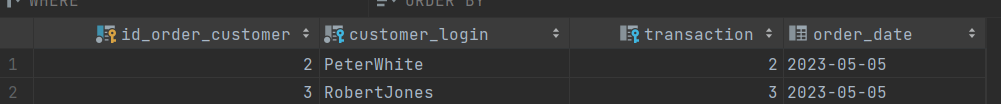 WHERE ORDER BY
id_order_customer customer_login transaction order_date
1 2 PeterWhite 2 2023-05-05
2 3 RobertJones 3 2023-05-05